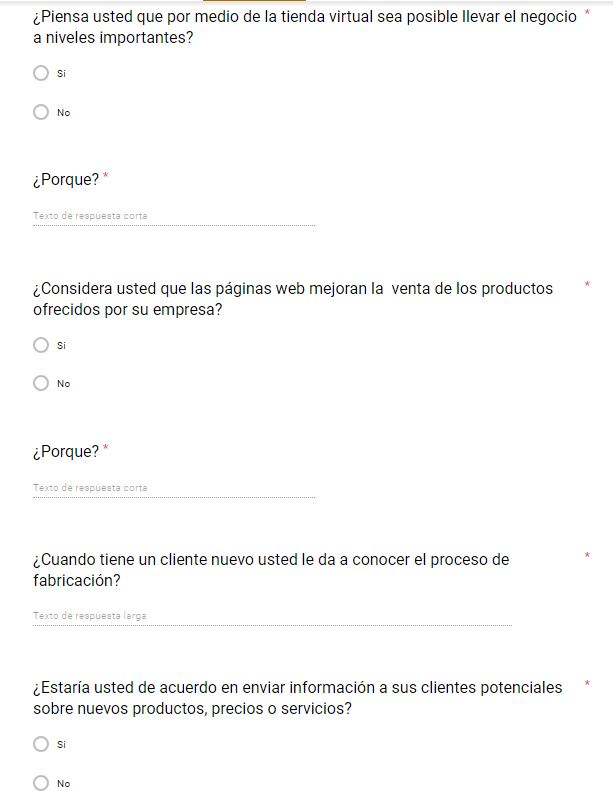 ¿Piensa usted que por medio de la tienda virtual sea posible llevar el negocio *
a niveles importantes?
Si
No
¿Porque? *
Texto de respuesta corta
¿Considera usted que las páginas web mejoran la venta de los productos *
ofrecidos por su empresa?
Si
No
¿Porque? *
Texto de respuesta corta
¿Cuando tiene un cliente nuevo usted le da a conocer el proceso de *
fabricación?
Texto de respuesta larga
¿Estaría usted de acuerdo en enviar información a sus clientes potenciales *
sobre nuevos productos, precios o servicios?
Si
No